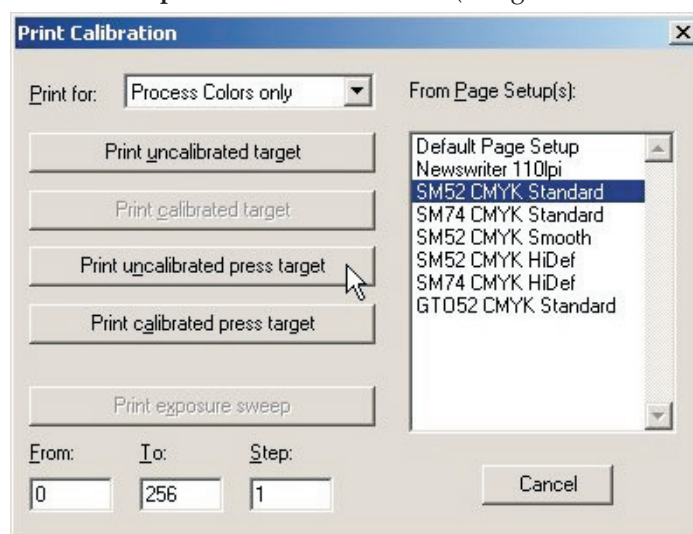 Print Calibration
Print for: Process Colors only
Print uncalibrated target
Print calibrated target
Print uncalibrated press target
Print calibrated press target
Print exposure sweep
From: To: Step:
0 256 1
From Page Setup(s):
Default Page Setup
Newswriter 110lpi
SM52 CMYK Standard
SM74 CMYK Standard
SM52 CMYK Smooth
SM52 CMYK HiDef
SM74 CMYK HiDef
GTO52 CMYK Standard
Cancel